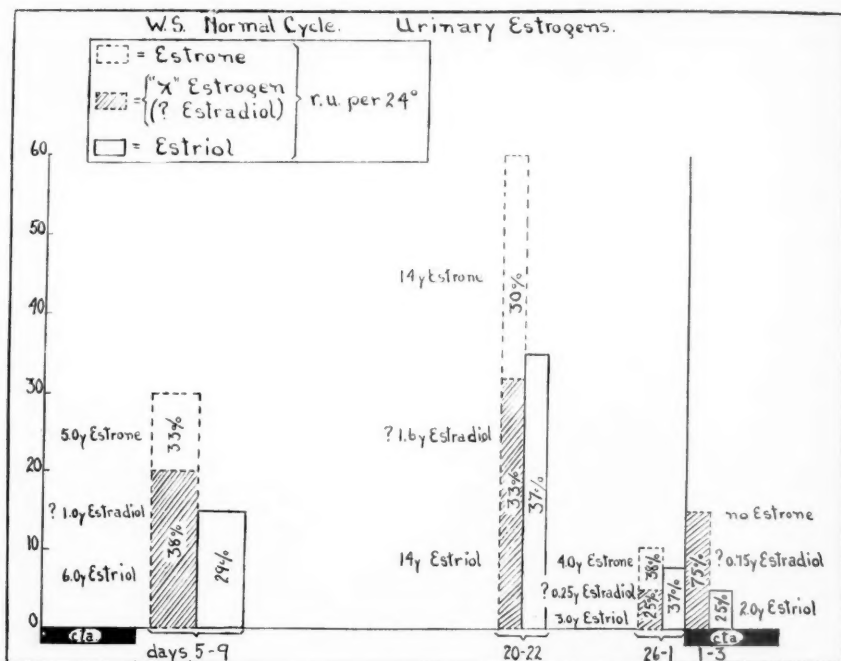 W.S. Normal Cycle. Urinary Estrogens.
= Estrone
= "x" Estrogen
(? Estradiol)
r.u. per 24°
= Estriol
60
50
40
30
20
10
0
5.0γ Estrone
? 1.0γ Estradiol
6.0γ Estriol
33%
38%
29%
14γ Estrone
? 1.6γ Estradiol
14γ Estriol
30%
33%
37%
4.0γ Estrone
? 0.25γ Estradiol
3.0γ Estriol
38%
25%
37%
no Estrone
? 0.75γ Estradiol
2.0γ Estriol
75%
25%
cta
days 5-9
20-22
26-1
cta
1-3